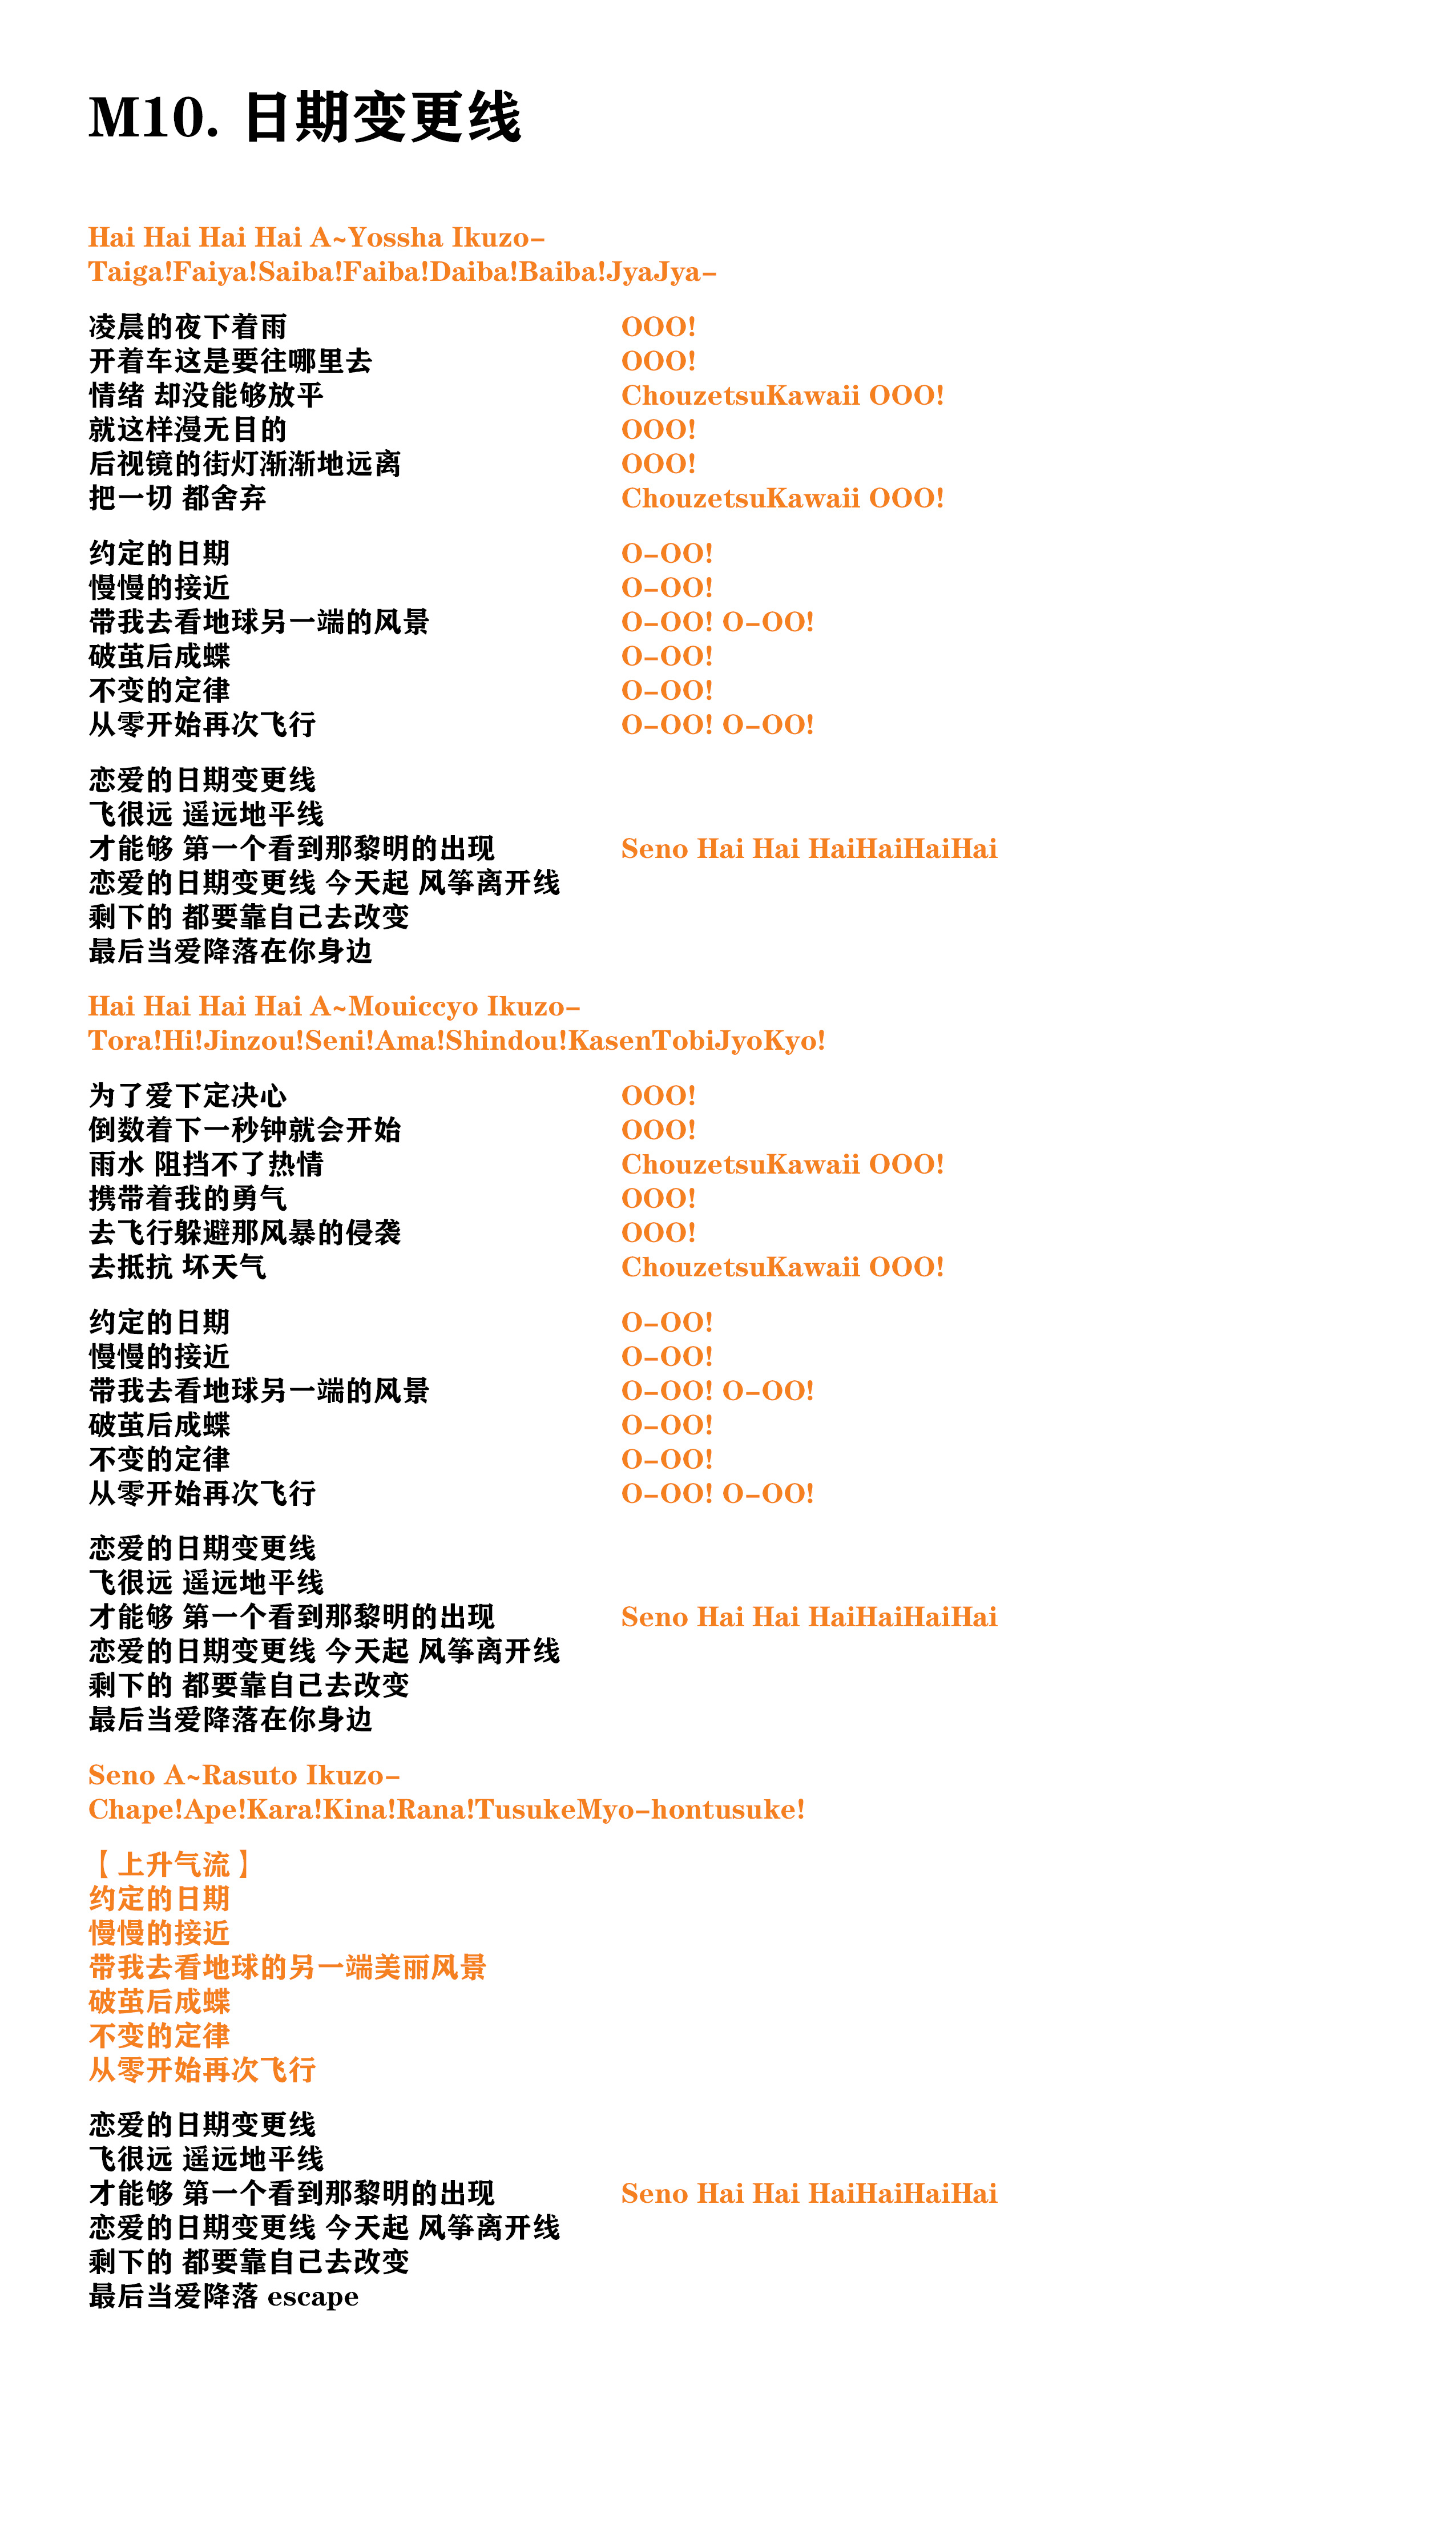 M10. 日期变更线
Hai Hai Hai Hai A~Yossha Ikuzo-
Taiga!Faiya!Saiba!Faiba!Daiba!Baiba!JyaJya-
凌晨的夜下着雨 OOO!
开着车这是要往哪里去 OOO!
情绪 却没能够放平 ChouzetsuKawaii OOO!
就这样漫无目的 OOO!
后视镜的街灯渐渐地远离 OOO!
把一切 都舍弃 ChouzetsuKawaii OOO!
约定的日期 O-OO!
慢慢的接近 O-OO!
带我去看地球另一端的风景 O-OO! O-OO!
破茧后成蝶 O-OO!
不变的定律 O-OO!
从零开始再次飞行 O-OO! O-OO!
恋爱的日期变更线
飞很远 遥远地平线
才能够 第一个看到那黎明的出现 Seno Hai Hai HaiHaiHaiHai
恋爱的日期变更线 今天起 风筝离开线
剩下的 都要靠自己去改变
最后当爱降落在你身边
Hai Hai Hai Hai A~Mouiccyo Ikuzo-
Tora!Hi!Jinzou!Seni!Ama!Shindou!KasenTobiJyoKyo!
为了爱下定决心 OOO!
倒数着下一秒钟就会开始 OOO!
雨水 阻挡不了热情 ChouzetsuKawaii OOO!
携带着我的勇气 OOO!
去飞行躲避那风暴的侵袭 OOO!
去抵抗 坏天气 ChouzetsuKawaii OOO!
约定的日期 O-OO!
慢慢的接近 O-OO!
带我去看地球另一端的风景 O-OO! O-OO!
破茧后成蝶 O-OO!
不变的定律 O-OO!
从零开始再次飞行 O-OO! O-OO!
恋爱的日期变更线
飞很远 遥远地平线
才能够 第一个看到那黎明的出现 Seno Hai Hai HaiHaiHaiHai
恋爱的日期变更线 今天起 风筝离开线
剩下的 都要靠自己去改变
最后当爱降落在你身边
Seno A~Rasuto Ikuzo-
Chape!Ape!Kara!Kina!Rana!TusukeMyo-hontusuke!
【上升气流】
约定的日期
慢慢的接近
带我去看地球的另一端美丽风景
破茧后成蝶
不变的定律
从零开始再次飞行
恋爱的日期变更线
飞很远 遥远地平线
才能够 第一个看到那黎明的出现 Seno Hai Hai HaiHaiHaiHai
恋爱的日期变更线 今天起 风筝离开线
剩下的 都要靠自己去改变
最后当爱降落 escape